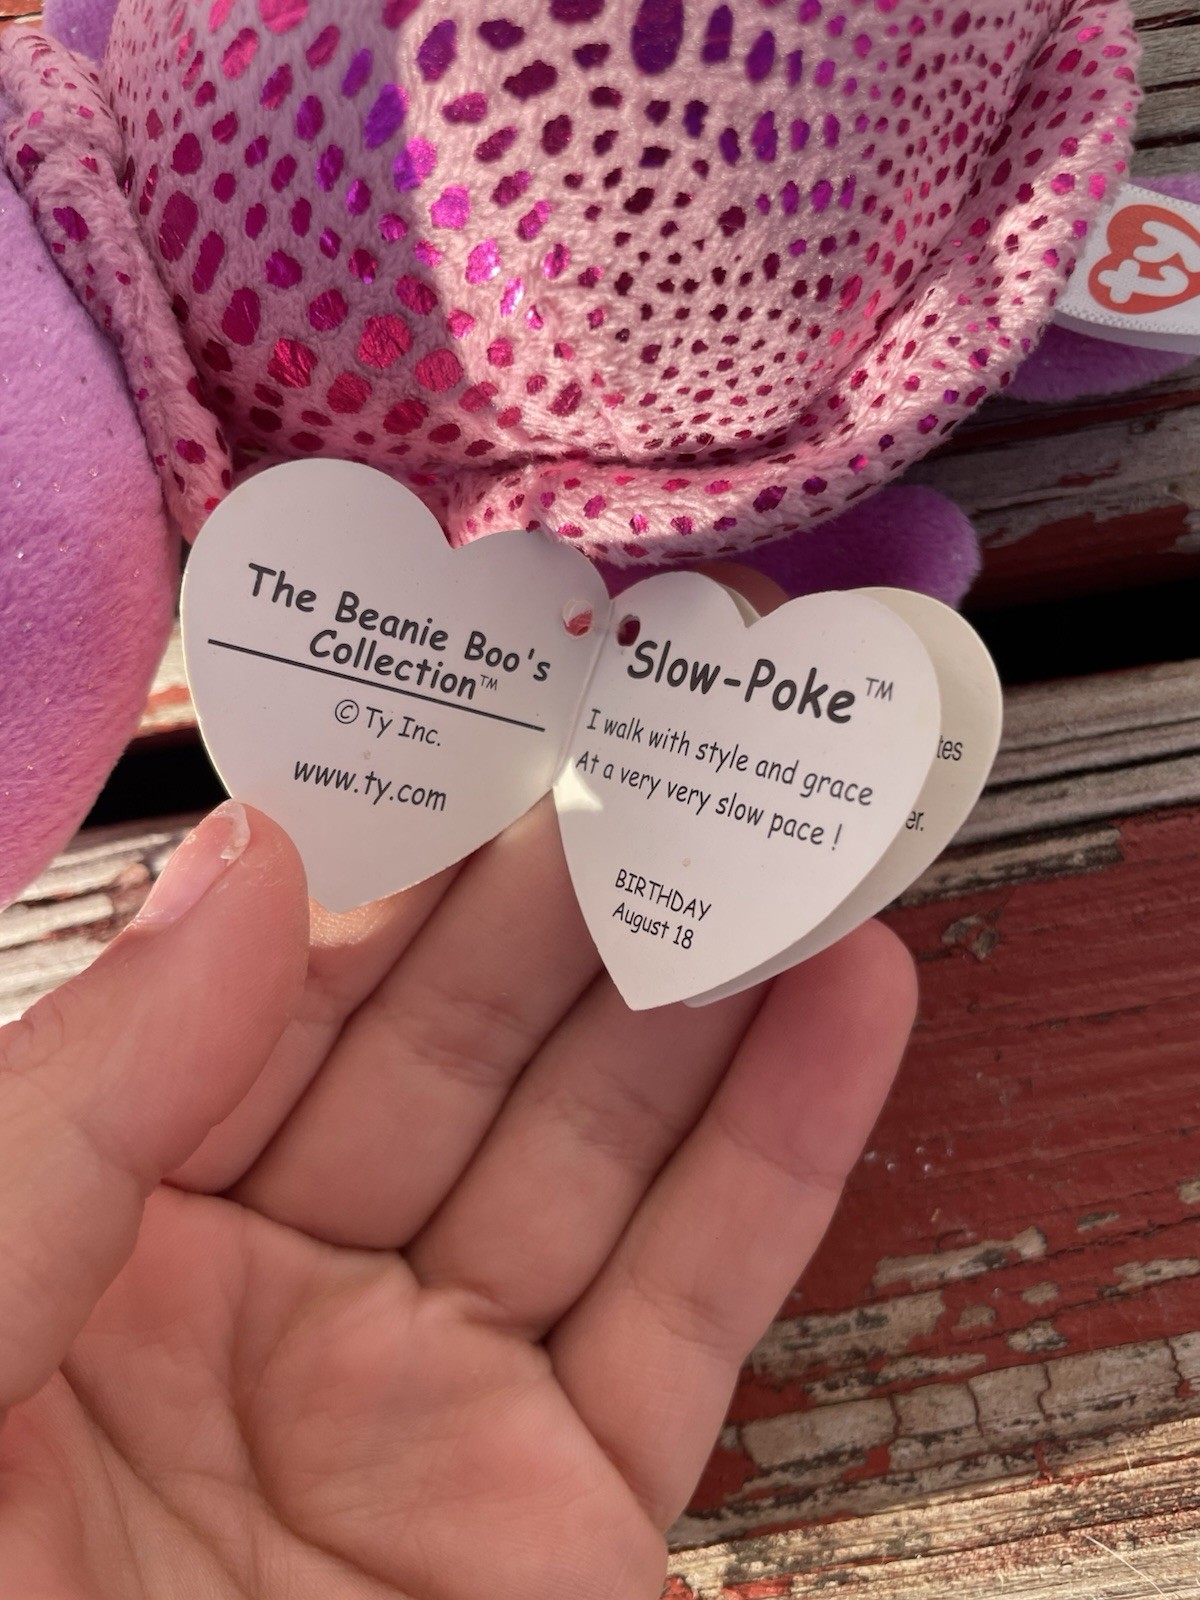 The Beanie Boo's
Collection™
© Ty Inc.
www.ty.com
Slow-Poke™
I walk with style and grace
At a very very slow pace !
BIRTHDAY
August 18
ty